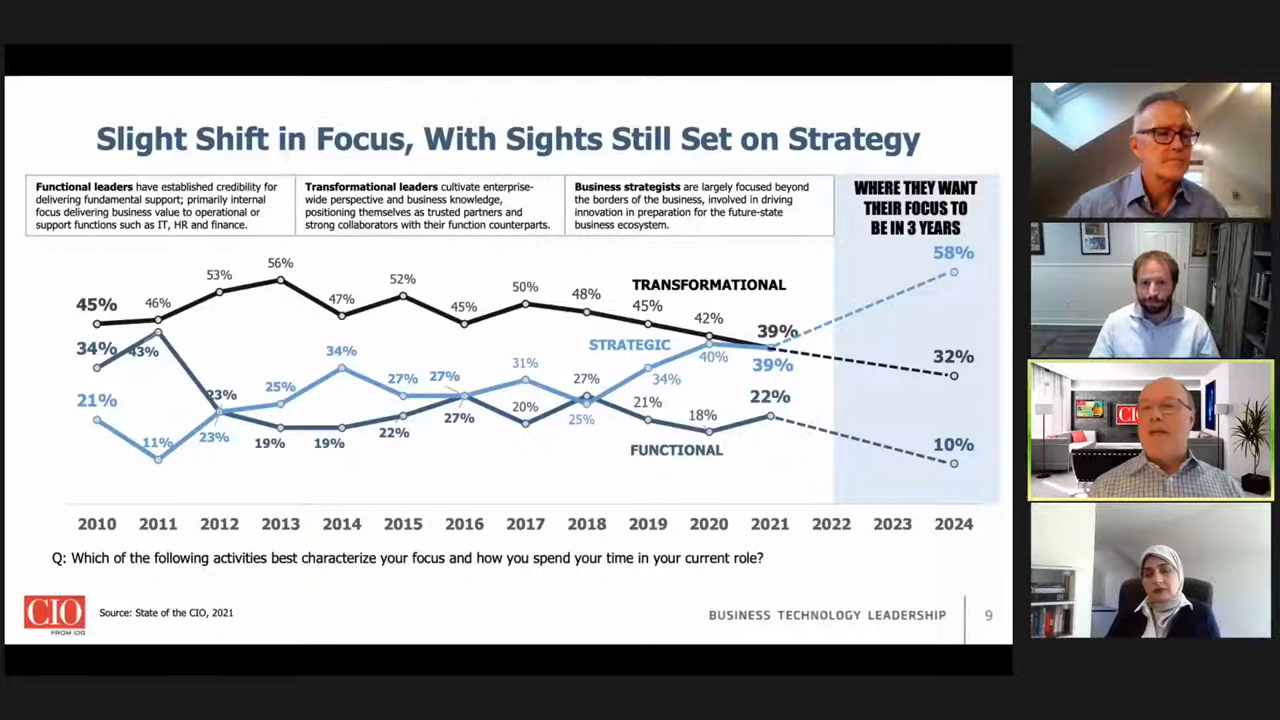 Slight Shift in Focus, With Sights Still Set on Strategy
Functional leaders have established credibility for
delivering fundamental support; primarily internal
focus delivering business value to operational or
support functions such as IT, HR and finance.
Transformational leaders cultivate enterprise-
wide perspective and business knowledge,
positioning themselves as trusted partners and
strong collaborators with their function counterparts.
Business strategists are largely focused beyond
the borders of the business, involved in driving
innovation in preparation for the future-state
business ecosystem.
WHERE THEY WANT
THEIR FOCUS TO
BE IN 3 YEARS
TRANSFORMATIONAL
45% 46% 53% 56% 47% 52% 45% 50% 48% 45% 42% 39% 32%
STRATEGIC
21% 11% 23% 25% 34% 27% 27% 31% 25% 34% 40% 39% 58%
FUNCTIONAL
34% 43% 23% 19% 19% 22% 27% 20% 27% 21% 18% 22% 10%
2010 2011 2012 2013 2014 2015 2016 2017 2018 2019 2020 2021 2022 2023 2024
Q: Which of the following activities best characterize your focus and how you spend your time in your current role?
CIO
FROM IDG
Source: State of the CIO, 2021
BUSINESS TECHNOLOGY LEADERSHIP
9